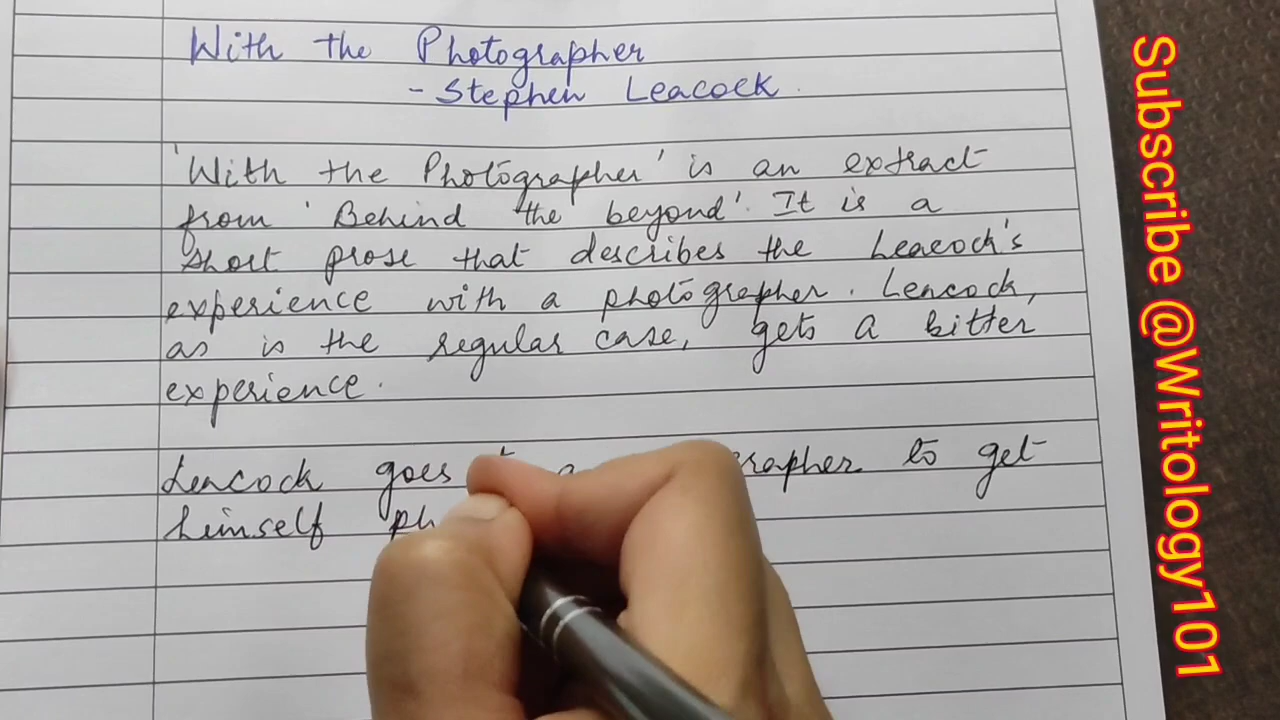 With the Photographer
- Stephen Leacock.
'With the Photographer' is an extract
from 'Behind the beyond'. It is a
short prose that describes the Leacock's
experience with a photographer. Leacock,
as is the regular case, gets a bitter
experience.
Leacock goes to get
himself
Subscribe @Writology101